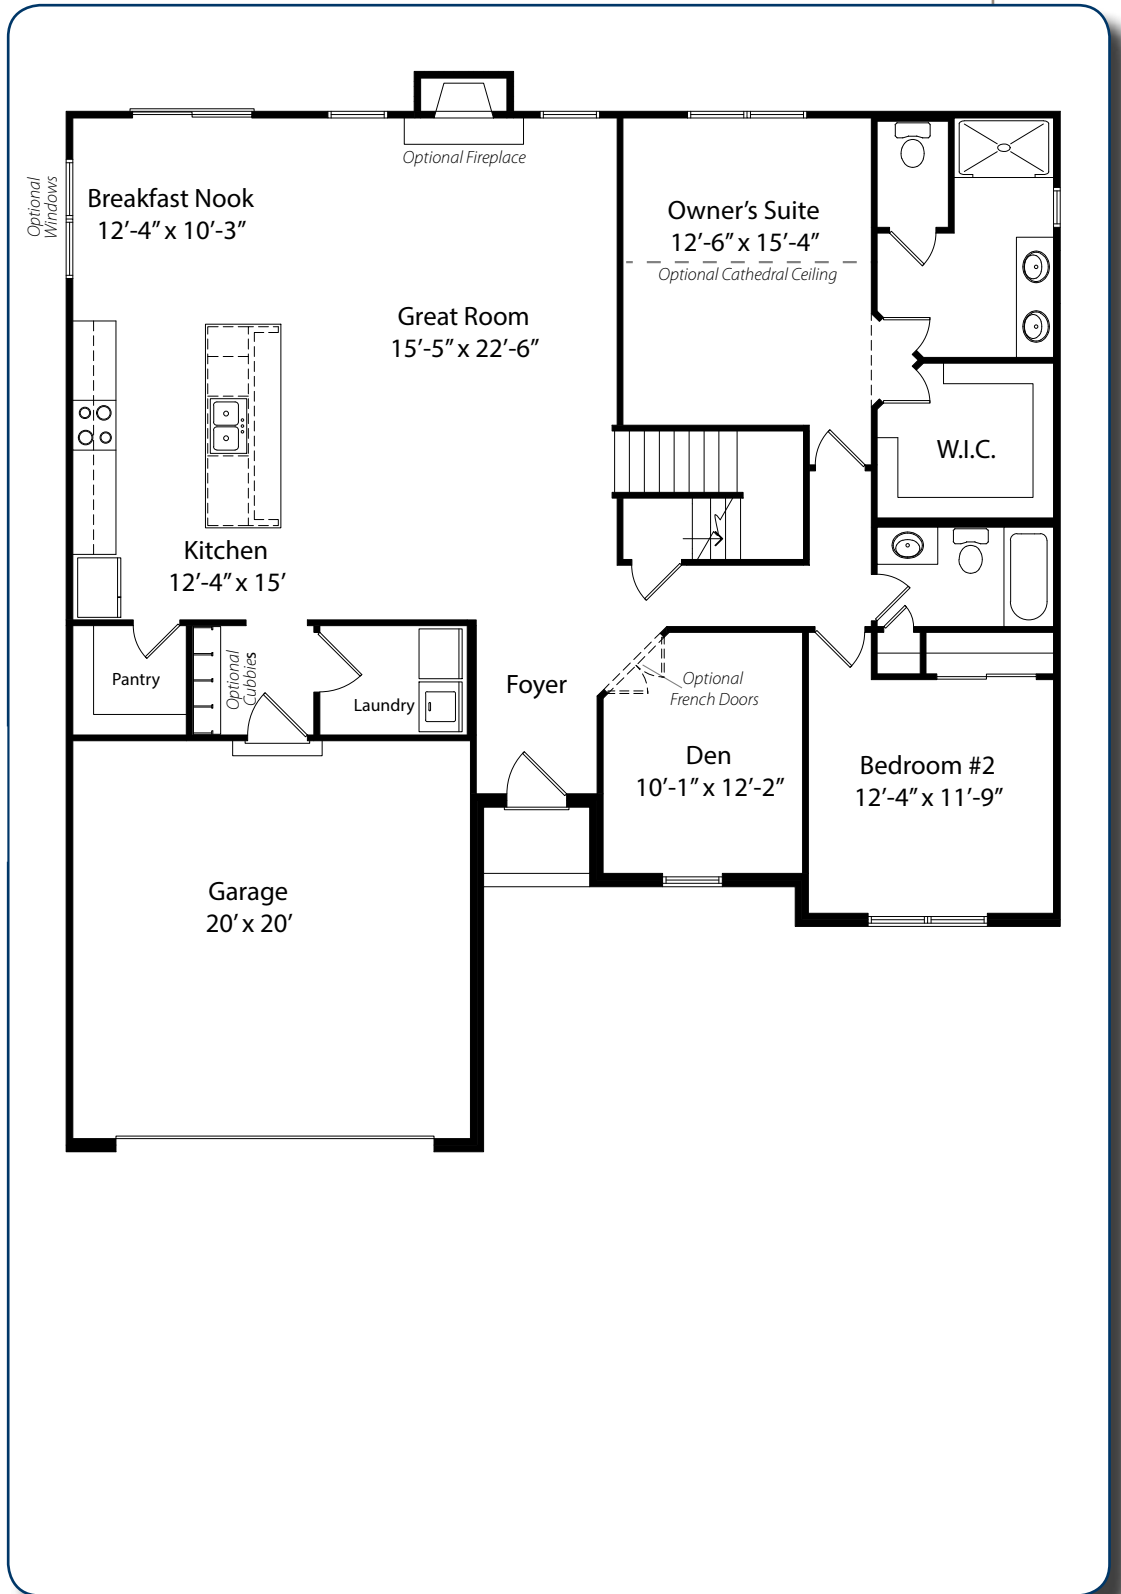 Optional Fireplace
Optional
Windows
Breakfast Nook
12’-4” x 10’-3”
Owner’s Suite
12’-6” x 15’-4”
Optional Cathedral Ceiling
Great Room
15’-5” x 22’-6”
W.I.C.
Kitchen
12’-4” x 15’
Pantry
Optional
Cubbies
Laundry
Foyer
Optional
French Doors
Den
10’-1” x 12’-2”
Bedroom #2
12’-4” x 11’-9”
Garage
20’ x 20’